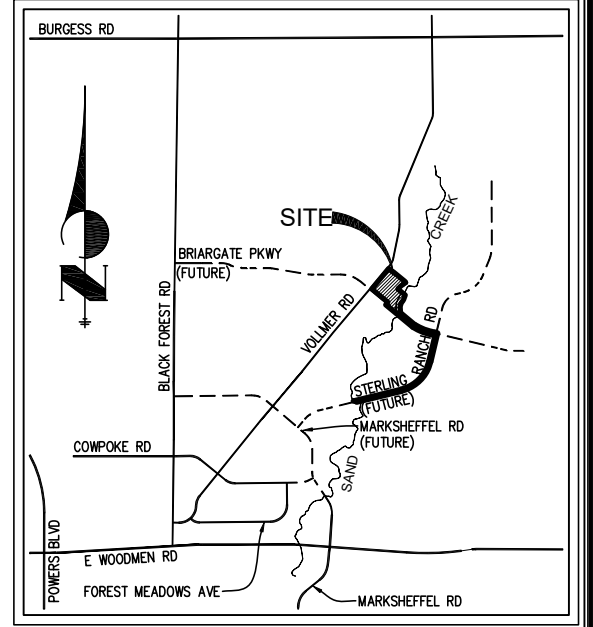 BURGESS RD
SITE
CREEK
BRIARGATE PKWY
(FUTURE)
N
BLACK FOREST RD
VOLLMER RD
STERLING RANCH RD
(FUTURE)
MARKSHEFFEL RD
(FUTURE)
COWPOKE RD
SAND
POWERS BLVD
E WOODMEN RD
FOREST MEADOWS AVE
MARKSHEFFEL RD